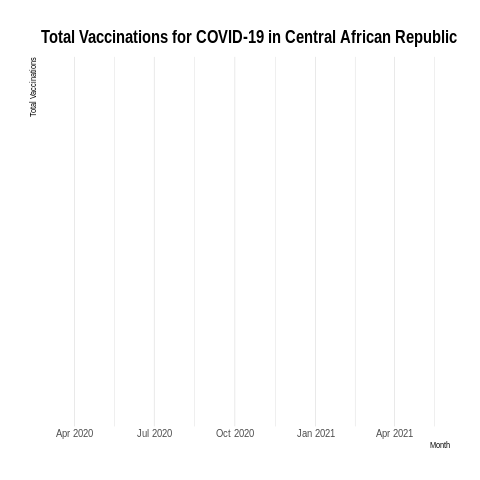 Total Vaccinations for COVID-19 in Central African Republic
Total Vaccinations
Apr 2020 Jul 2020 Oct 2020 Jan 2021 Apr 2021
Month